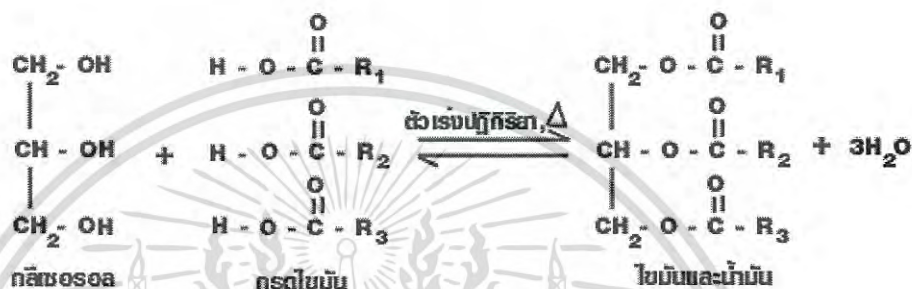 O O
CH2- OH H - O - C - R1 CH2- O - C - R1
O ตัวเร่งปฏิกิริยา, Δ O
CH - OH + H - O - C - R2 CH - O - C - R2 + 3H2O
O O
CH2- OH H - O - C - R3 CH2- O - C - R3
กลีเซอรอล กรดไขมัน ไขมันและน้ำมัน